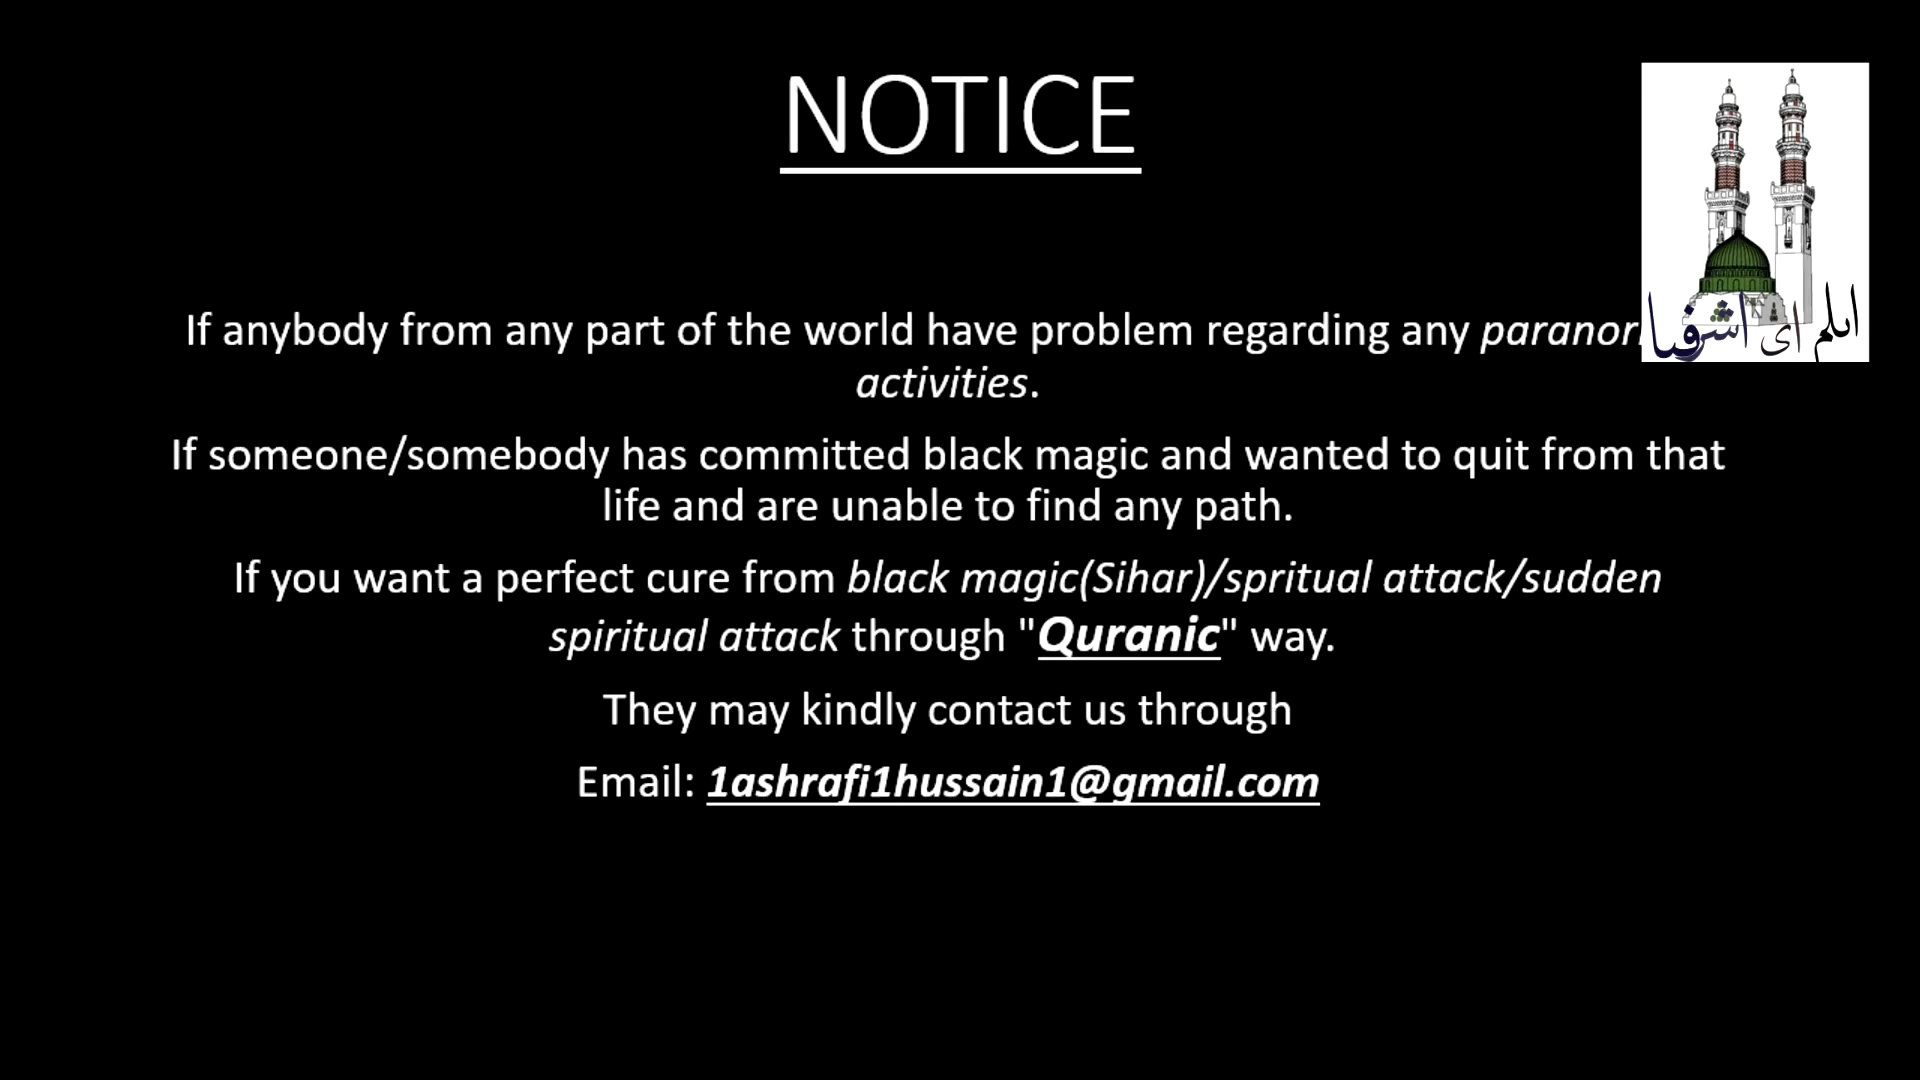 NOTICE
If anybody from any part of the world have problem regarding any
activities.
If someone/somebody has committed black magic and wanted to quit from that
life and are unable to find any path.
If you want a perfect cure from black magic(Sihar)/spritual attack/sudden
spiritual attack through "Quranic" way.
They may kindly contact us through
Email: 1ashrafi1hussain1@gmail.com
ایلم ای اشرفیا